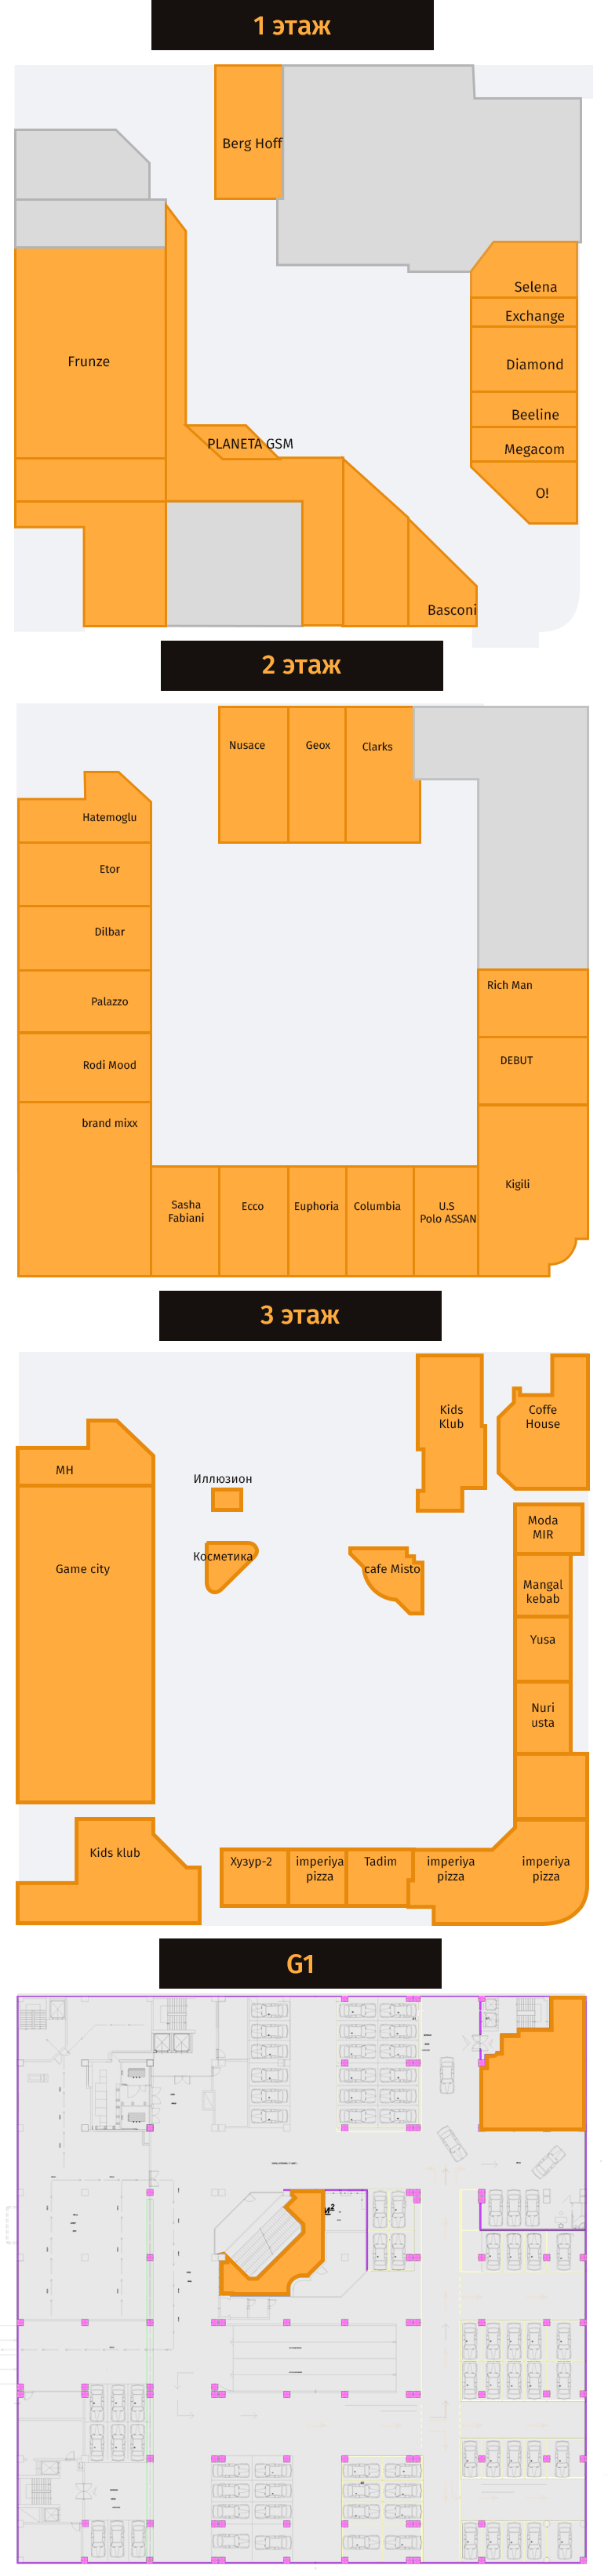 1 этаж
Berg Hoff
Selena
Exchange
Frunze
Diamond
Beeline
PLANETA GSM
Megacom
O!
Basconi
2 этаж
Nusace
Geox
Clarks
Hatemoglu
Etor
Dilbar
Rich Man
Palazzo
DEBUT
Rodi Mood
brand mixx
Kigili
Sasha
Fabiani
Ecco
Euphoria
Columbia
U.S
Polo ASSAN
3 этаж
Kids
Klub
Coffe
House
MH
Иллюзион
Moda
MIR
Косметика
cafe Misto
Game city
Mangal
kebab
Yusa
Nuri
usta
Kids klub
Хузур-2
imperiya
pizza
Tadim
imperiya
pizza
imperiya
pizza
G1